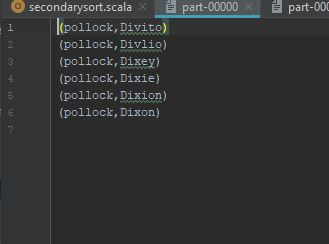 secondarysort.scala × part-00000 × part-000
1 (pollock,Divito)
2 (pollock,Divlio)
3 (pollock,Dixey)
4 (pollock,Dixie)
5 (pollock,Dixion)
6 (pollock,Dixon)
7